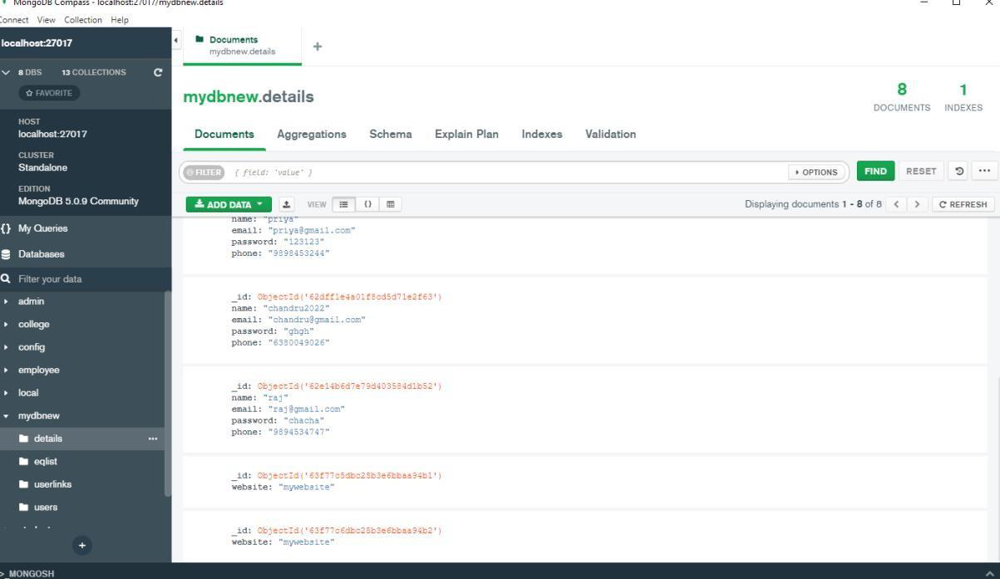 MongoDB Compass - localhost:27017/mydbnew.details
Connect View Collection Help
localhost:27017
8 DBS 13 COLLECTIONS
FAVORITE
HOST
localhost:27017
CLUSTER
Standalone
EDITION
MongoDB 5.0.9 Community
{} My Queries
Databases
Filter your data
admin
college
config
employee
local
mydbnew
details
eqlist
userlinks
users
>_MONGOSH
Documents
mydbnew.details
mydbnew.details
8
DOCUMENTS
1
INDEXES
Documents Aggregations Schema Explain Plan Indexes Validation
FILTER { field: 'value' } OPTIONS FIND RESET
ADD DATA VIEW {} Displaying documents 1 - 8 of 8 < > REFRESH
name: "priya"
email: "priya@gmail.com"
password: "123123"
phone: "9898453244"
_id: ObjectId('62dff1e4a01f8cd5d71e2f63')
name: "chandru2022"
email: "chandru@gmail.com"
password: "ghgh"
phone: "6380049026"
_id: ObjectId('62e14b6d7e79d403584d1b52')
name: "raj"
email: "raj@gmail.com"
password: "chacha"
phone: "9894534747"
_id: ObjectId('63f77c5dbc25b3e6bbaa94b1')
website: "mywebsite"
_id: ObjectId('63f77c6dbc25b3e6bbaa94b2')
website: "mywebsite"